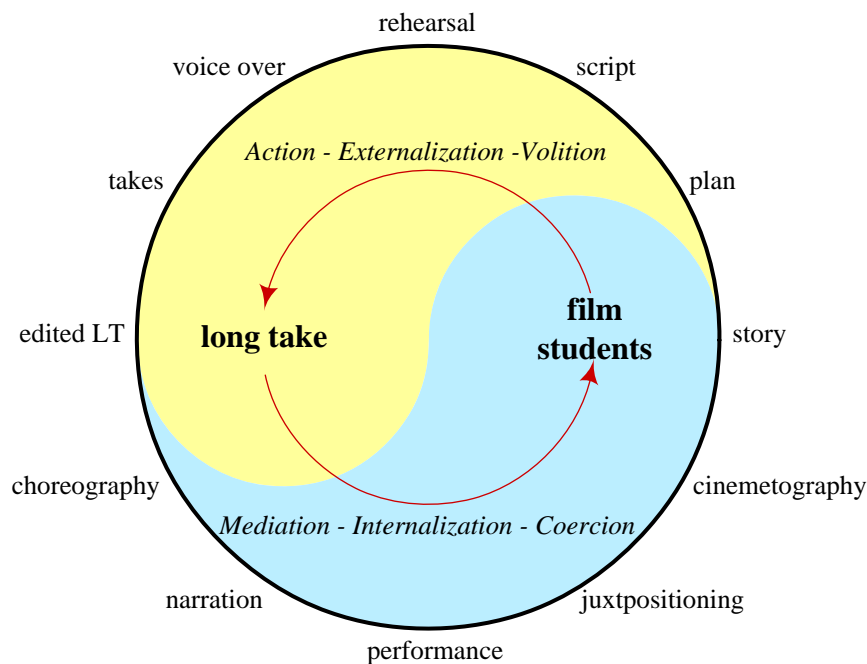 rehearsal
voice over
script
Action - Externalization -Volition
takes
plan
edited LT
long take
film
students
story
choreography
cinemetography
Mediation - Internalization - Coercion
narration
juxtpositioning
performance